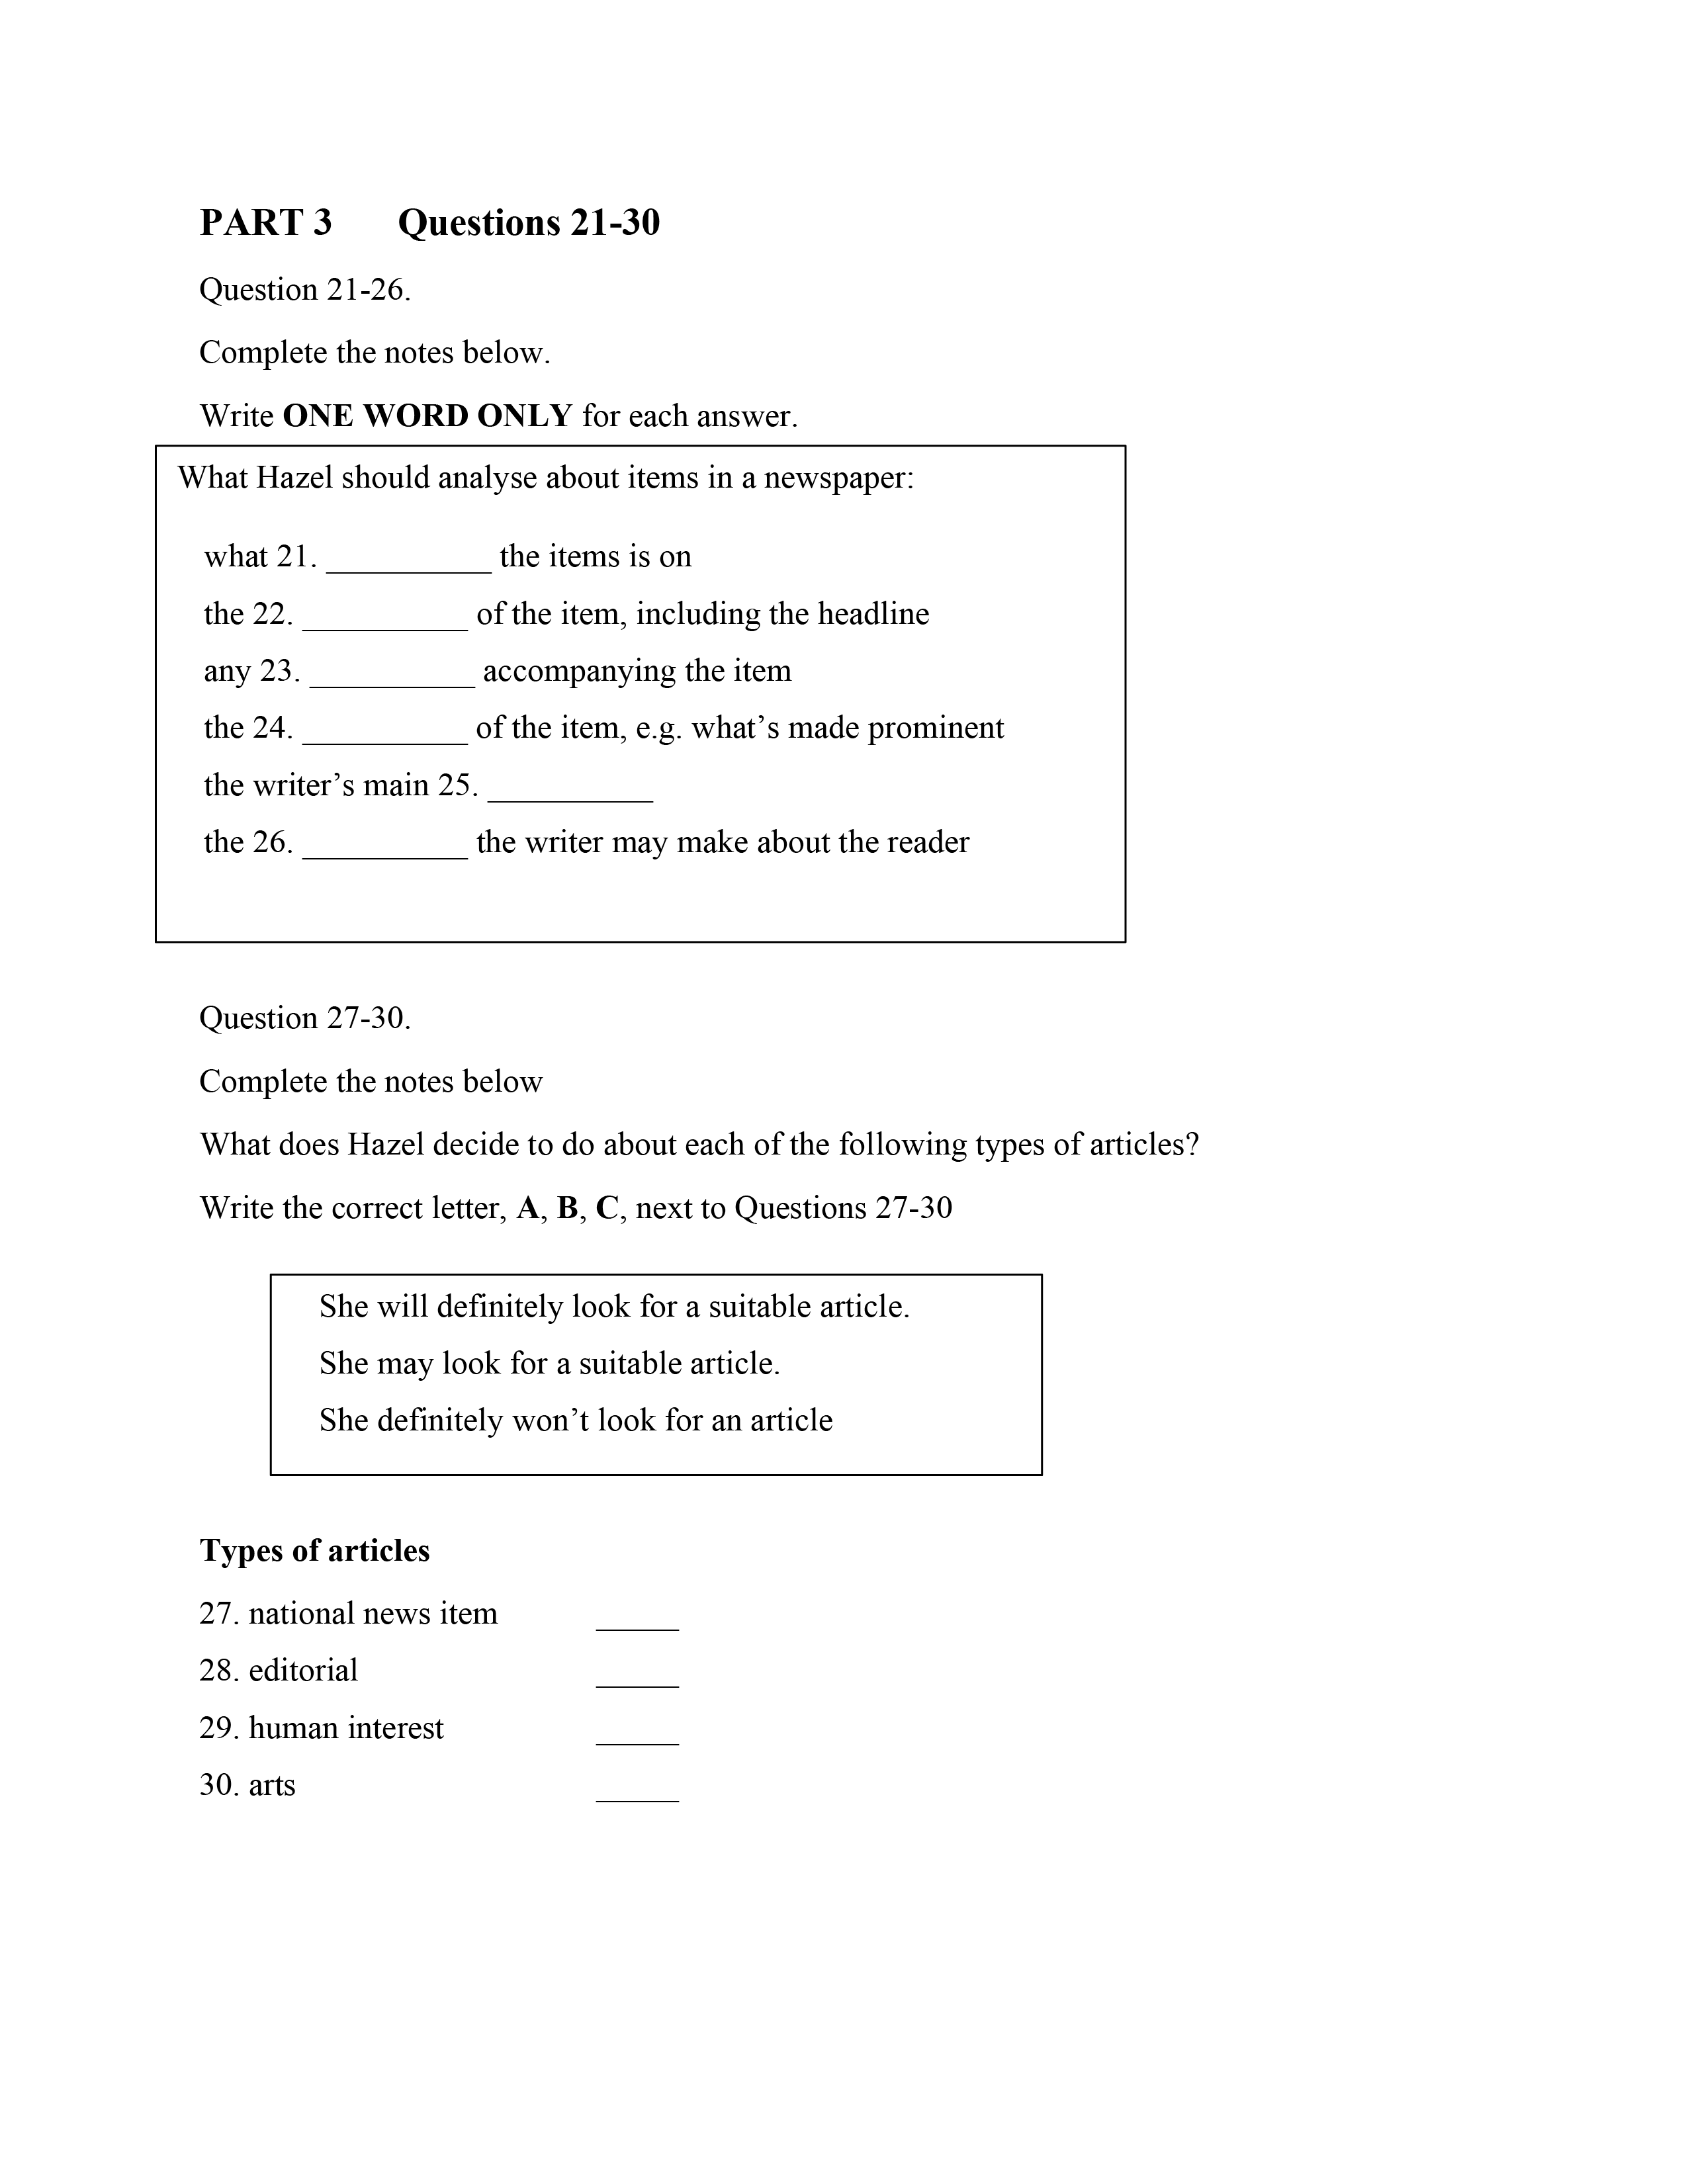 PART 3 Questions 21-30
Question 21-26.
Complete the notes below.
Write ONE WORD ONLY for each answer.
What Hazel should analyse about items in a newspaper:
what 21. __________ the items is on
the 22. __________ of the item, including the headline
any 23. __________ accompanying the item
the 24. __________ of the item, e.g. what’s made prominent
the writer’s main 25. __________
the 26. __________ the writer may make about the reader
Question 27-30.
Complete the notes below
What does Hazel decide to do about each of the following types of articles?
Write the correct letter, A, B, C, next to Questions 27-30
She will definitely look for a suitable article.
She may look for a suitable article.
She definitely won’t look for an article
Types of articles
27. national news item _____
28. editorial _____
29. human interest _____
30. arts _____